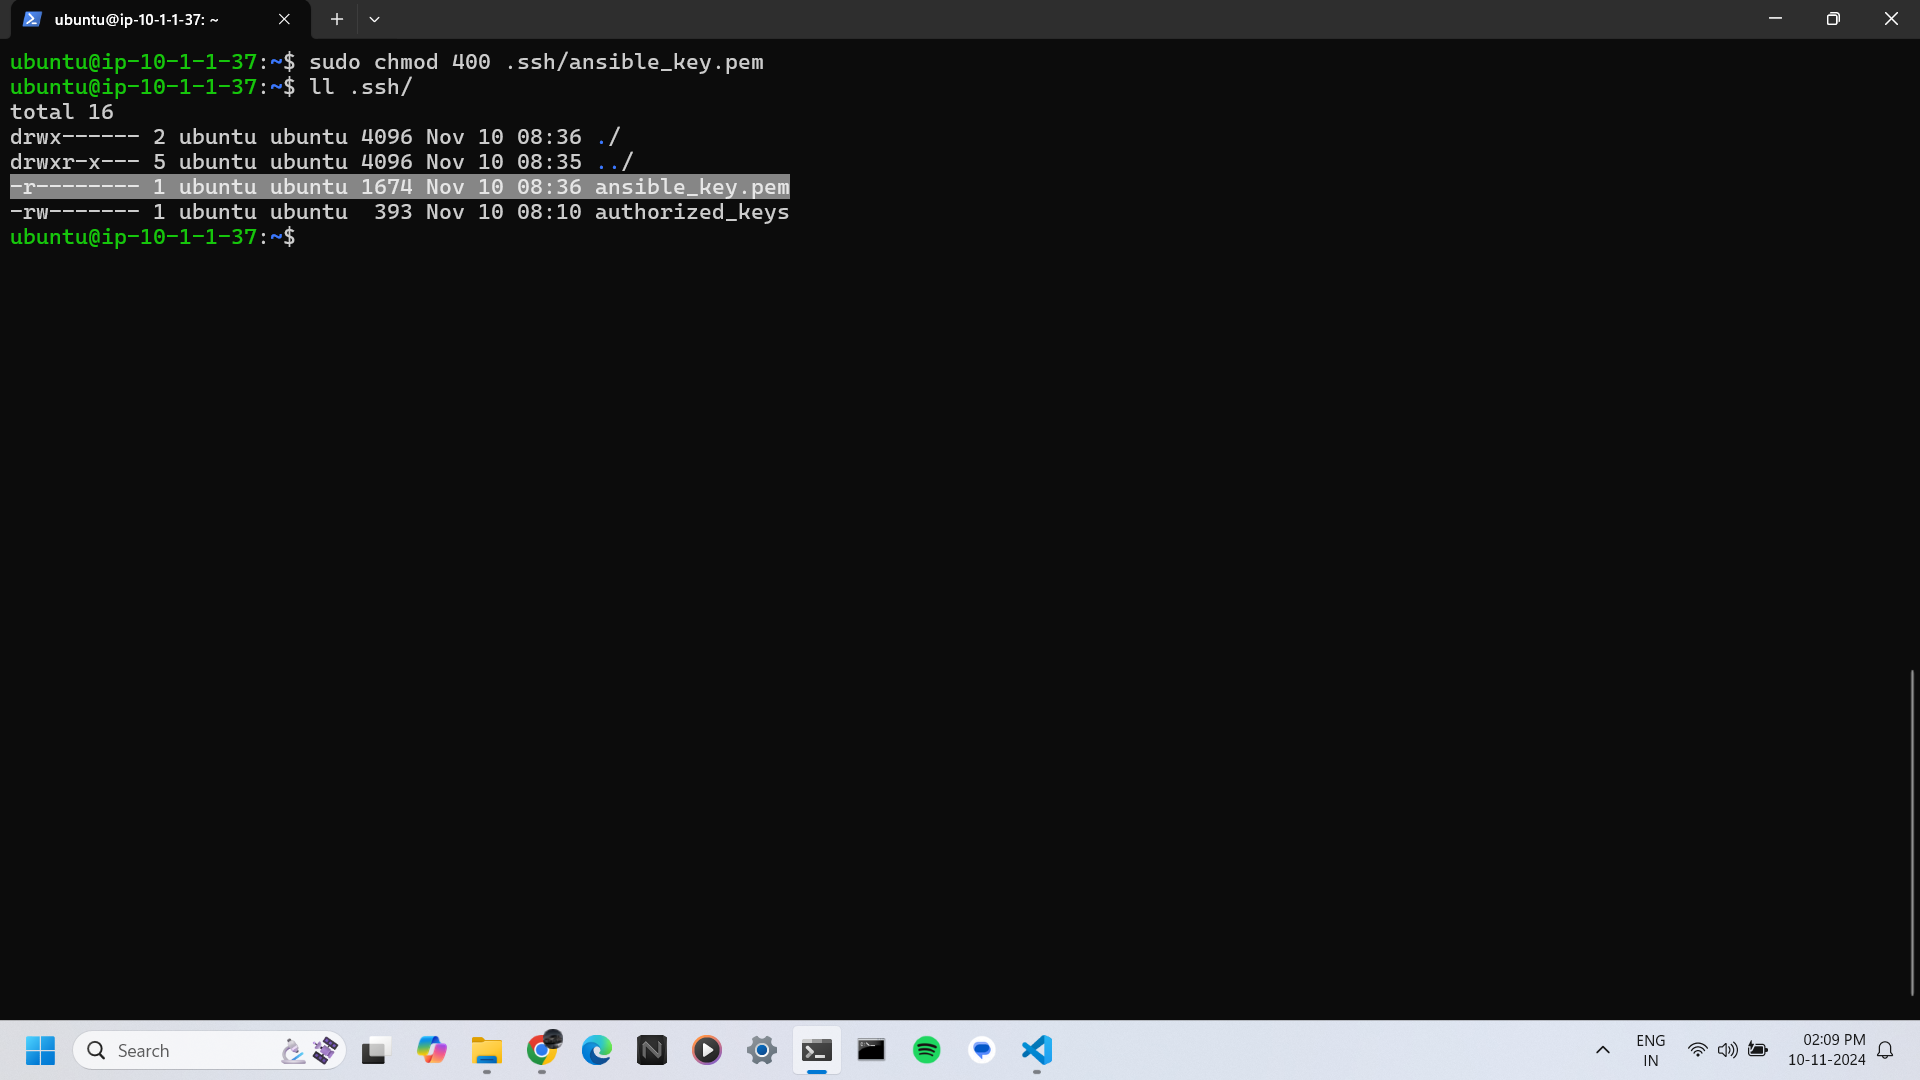 ubuntu@ip-10-1-1-37: ~
ubuntu@ip-10-1-1-37:~$ sudo chmod 400 .ssh/ansible_key.pem
ubuntu@ip-10-1-1-37:~$ ll .ssh/
total 16
drwx------ 2 ubuntu ubuntu 4096 Nov 10 08:36 ./
drwxr-x--- 5 ubuntu ubuntu 4096 Nov 10 08:35 ../
-r-------- 1 ubuntu ubuntu 1674 Nov 10 08:36 ansible_key.pem
-rw------- 1 ubuntu ubuntu  393 Nov 10 08:10 authorized_keys
ubuntu@ip-10-1-1-37:~$
Search
ENG
IN
02:09 PM
10-11-2024